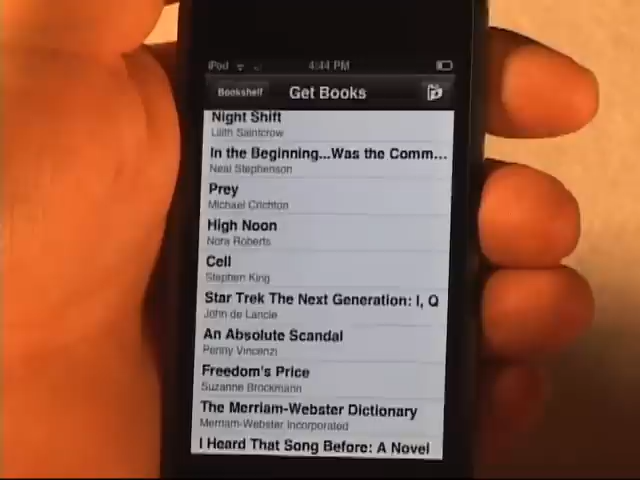 iPod 4:44 PM
Bookshelf Get Books
Night Shift
Lilith Saintcrow
In the Beginning...Was the Comm...
Neal Stephenson
Prey
Michael Crichton
High Noon
Nora Roberts
Cell
Stephen King
Star Trek The Next Generation: I, Q
John de Lancie
An Absolute Scandal
Penny Vincenzi
Freedom's Price
Suzanne Brockmann
The Merriam-Webster Dictionary
Merriam-Webster Incorporated
I Heard That Song Before: A Novel